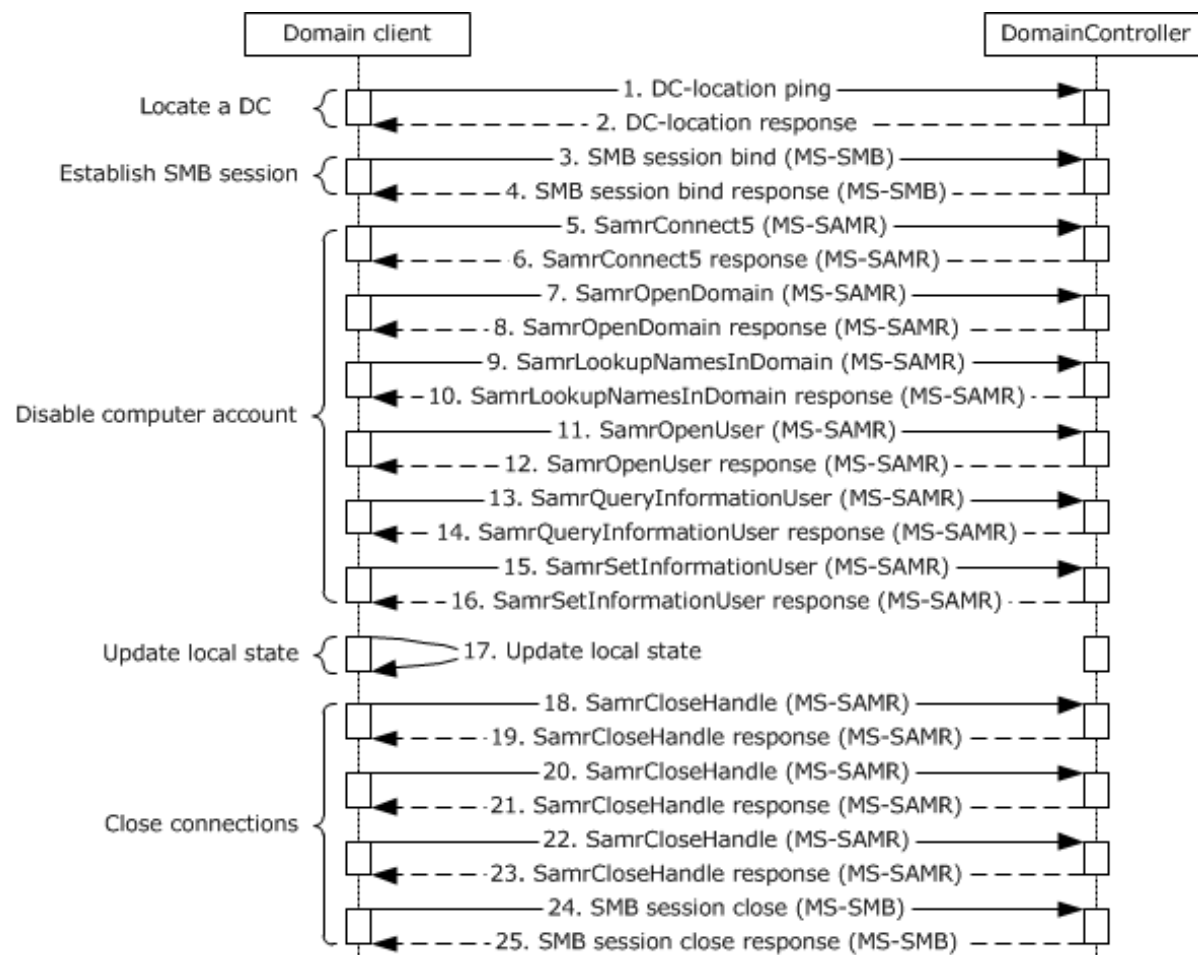 Domain client
DomainController
Locate a DC
1. DC-location ping
2. DC-location response
Establish SMB session
3. SMB session bind (MS-SMB)
4. SMB session bind response (MS-SMB)
5. SamrConnect5 (MS-SAMR)
6. SamrConnect5 response (MS-SAMR)
7. SamrOpenDomain (MS-SAMR)
8. SamrOpenDomain response (MS-SAMR)
9. SamrLookupNamesInDomain (MS-SAMR)
10. SamrLookupNamesInDomain response (MS-SAMR)
Disable computer account
11. SamrOpenUser (MS-SAMR)
12. SamrOpenUser response (MS-SAMR)
13. SamrQueryInformationUser (MS-SAMR)
14. SamrQueryInformationUser response (MS-SAMR)
15. SamrSetInformationUser (MS-SAMR)
16. SamrSetInformationUser response (MS-SAMR)
Update local state
17. Update local state
18. SamrCloseHandle (MS-SAMR)
19. SamrCloseHandle response (MS-SAMR)
20. SamrCloseHandle (MS-SAMR)
21. SamrCloseHandle response (MS-SAMR)
Close connections
22. SamrCloseHandle (MS-SAMR)
23. SamrCloseHandle response (MS-SAMR)
24. SMB session close (MS-SMB)
25. SMB session close response (MS-SMB)